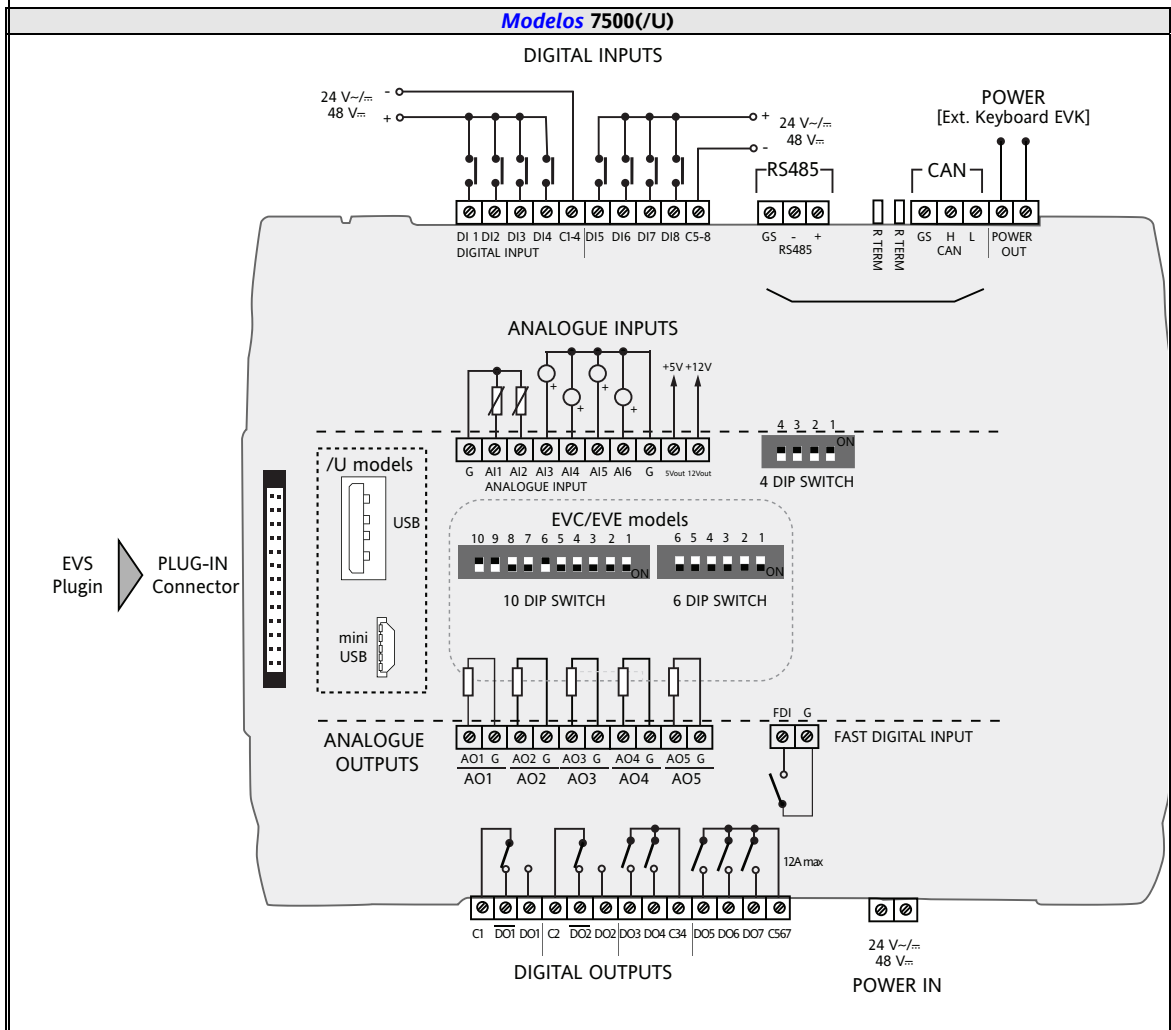 Modelos 7500(/U)
DIGITAL INPUTS
24 V~/⎓ -
48 V⎓ +
+ 24 V~/⎓
- 48 V⎓
POWER
[Ext. Keyboard EVK]
RS485
CAN
DI 1 DI2 DI3 DI4 C1-4 DI5 DI6 DI7 DI8 C5-8
DIGITAL INPUT
GS - +
RS485
R TERM
R TERM
GS H L
CAN
POWER
OUT
ANALOGUE INPUTS
+ + + +
+5V +12V
G AI1 AI2 AI3 AI4 AI5 AI6 G 5Vout 12Vout
ANALOGUE INPUT
4 3 2 1
ON
4 DIP SWITCH
/U models
USB
mini
USB
EVC/EVE models
10 9 8 7 6 5 4 3 2 1
ON
10 DIP SWITCH
6 5 4 3 2 1
ON
6 DIP SWITCH
EVS
Plugin
PLUG-IN
Connector
ANALOGUE
OUTPUTS
AO1 G AO2 G AO3 G AO4 G AO5 G
AO1 AO2 AO3 AO4 AO5
FDI G
FAST DIGITAL INPUT
12A max
C1 DO1 DO1 C2 DO2 DO2 DO3 DO4 C34 DO5 DO6 DO7 C567
DIGITAL OUTPUTS
24 V~/⎓
48 V⎓
POWER IN